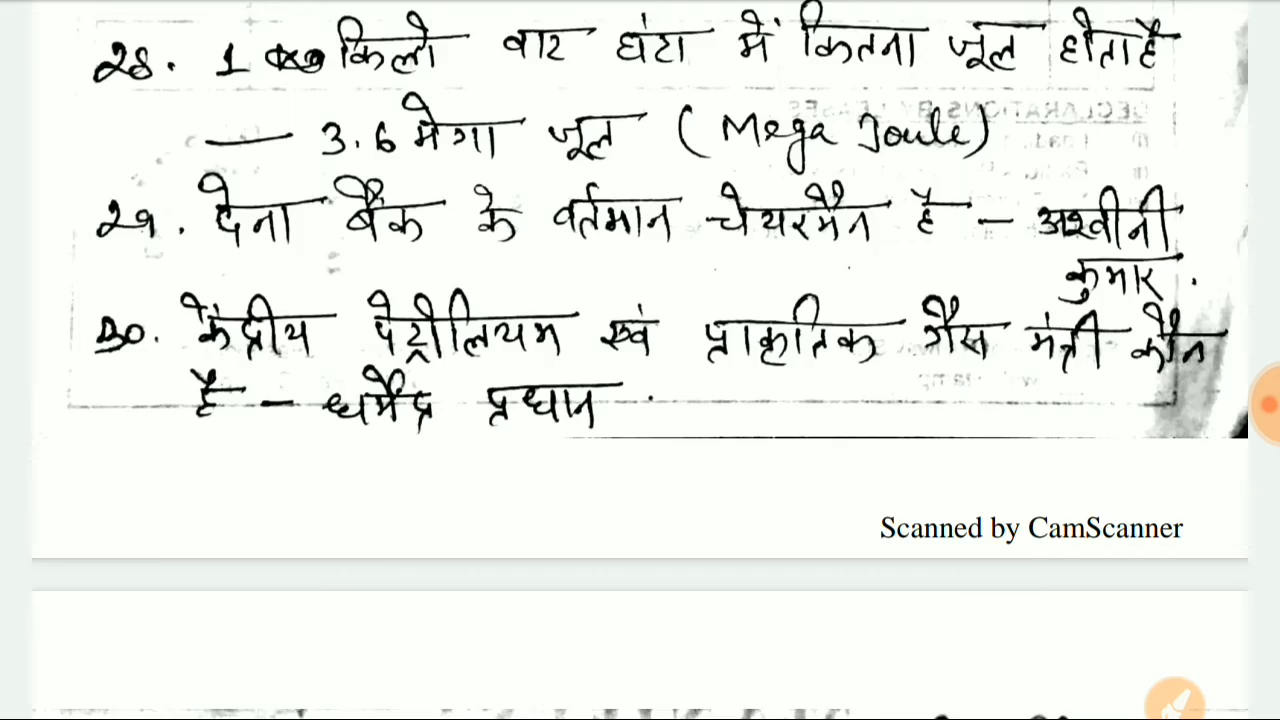 28. 1 किलो वाट घंटा में कितना जूल होता है
— 3.6 मेगा जूल (Mega Joule)
29. देना बैंक के वर्तमान चेयरमैन है – अश्वीनी
कुमार.
30. केंद्रीय पेट्रोलियम एवं प्राकृतिक गैस मंत्री कौन
है – धर्मेंद्र प्रधान.
Scanned by CamScanner